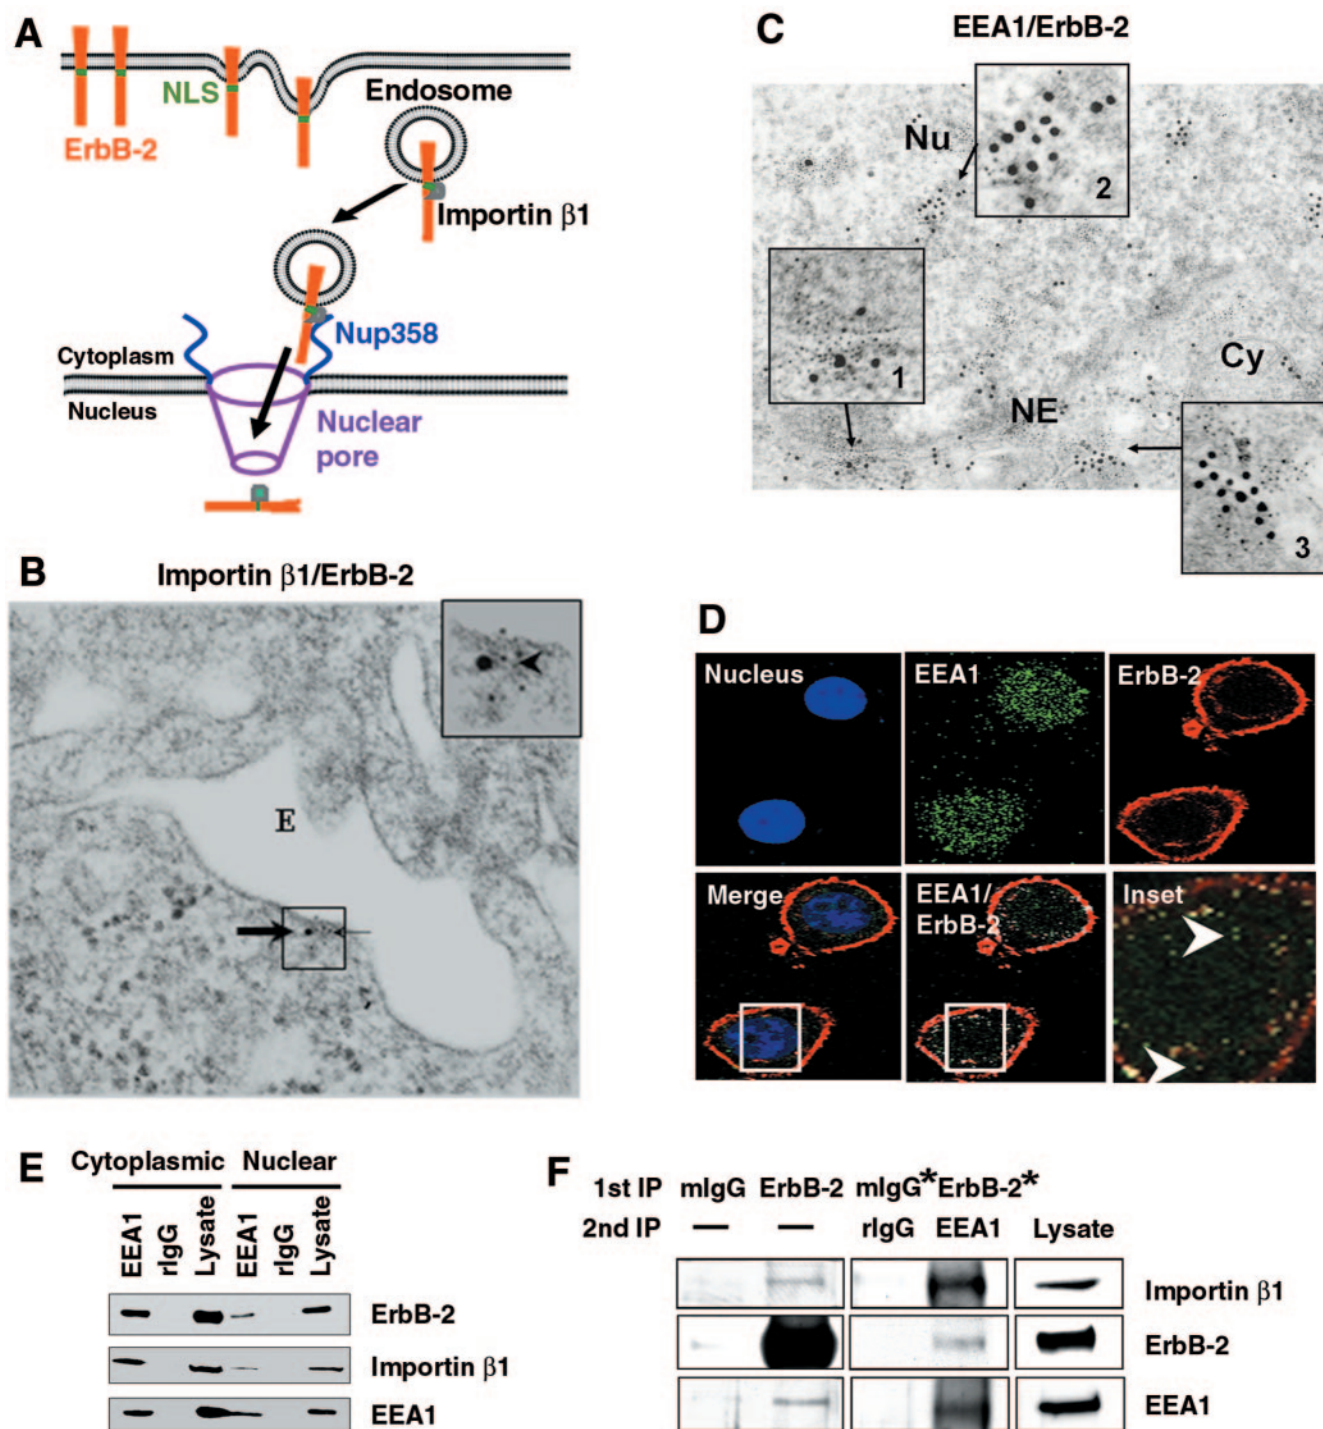 A
NLS
ErbB-2
Endosome
Importin β1
Nup358
Cytoplasm
Nucleus
Nuclear
pore
B
Importin β1/ErbB-2
E
C
EEA1/ErbB-2
Nu
2
1
Cy
NE
3
D
Nucleus
EEA1
ErbB-2
Merge
EEA1/
ErbB-2
Inset
E
Cytoplasmic Nuclear
EEA1 rIgG Lysate EEA1 rIgG Lysate
ErbB-2
Importin β1
EEA1
F
1st IP mIgG ErbB-2 mIgG* ErbB-2*
2nd IP — — rIgG EEA1 Lysate
Importin β1
ErbB-2
EEA1